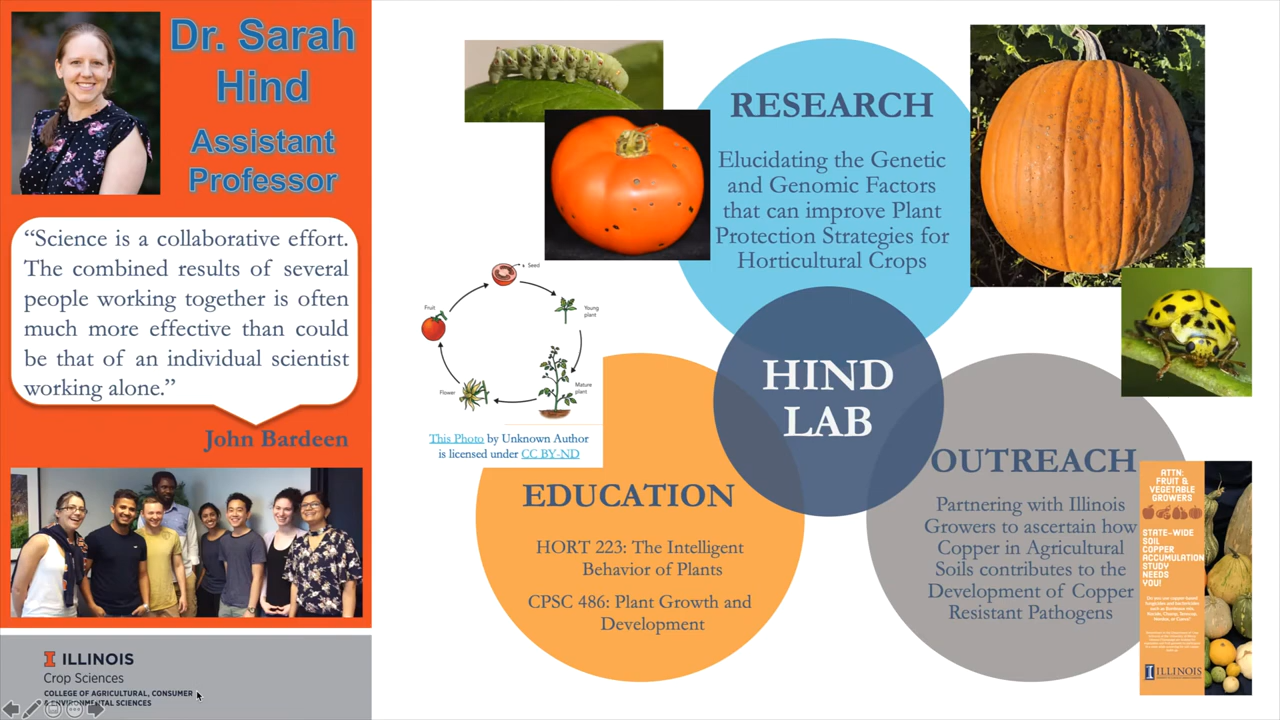 Dr. Sarah
Hind
Assistant
Professor
“Science is a collaborative effort.
The combined results of several
people working together is often
much more effective than could
be that of an individual scientist
working alone.”
John Bardeen
ILLINOIS
Crop Sciences
COLLEGE OF AGRICULTURAL, CONSUMER
& ENVIRONMENTAL SCIENCES
RESEARCH
Elucidating the Genetic
and Genomic Factors
that can improve Plant
Protection Strategies for
Horticultural Crops
Seed
Young
plant
Mature
plant
Flower
Fruit
This Photo by Unknown Author
is licensed under CC BY-ND
HIND
LAB
EDUCATION
HORT 223: The Intelligent
Behavior of Plants
CPSC 486: Plant Growth and
Development
OUTREACH
Partnering with Illinois
Growers to ascertain how
Copper in Agricultural
Soils contributes to the
Development of Copper
Resistant Pathogens
ATTN:
FRUIT &
VEGETABLE
GROWERS
STATE-WIDE
SOIL
COPPER
ACCUMULATION
STUDY
NEEDS
YOU!
ILLINOIS